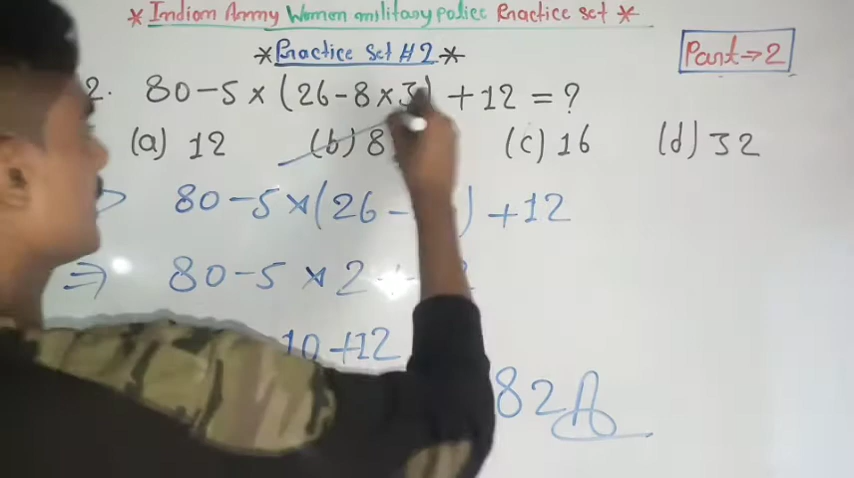 * Indian Army Women military police Practice set *
*Practice Set #2*
Part→2
2. 80-5×(26-8×3)+12=?
(a) 12 (b) 8 (c) 16 (d) 32
80-5×(26- )+12
⇒ 80-5×2+
10+12
82A